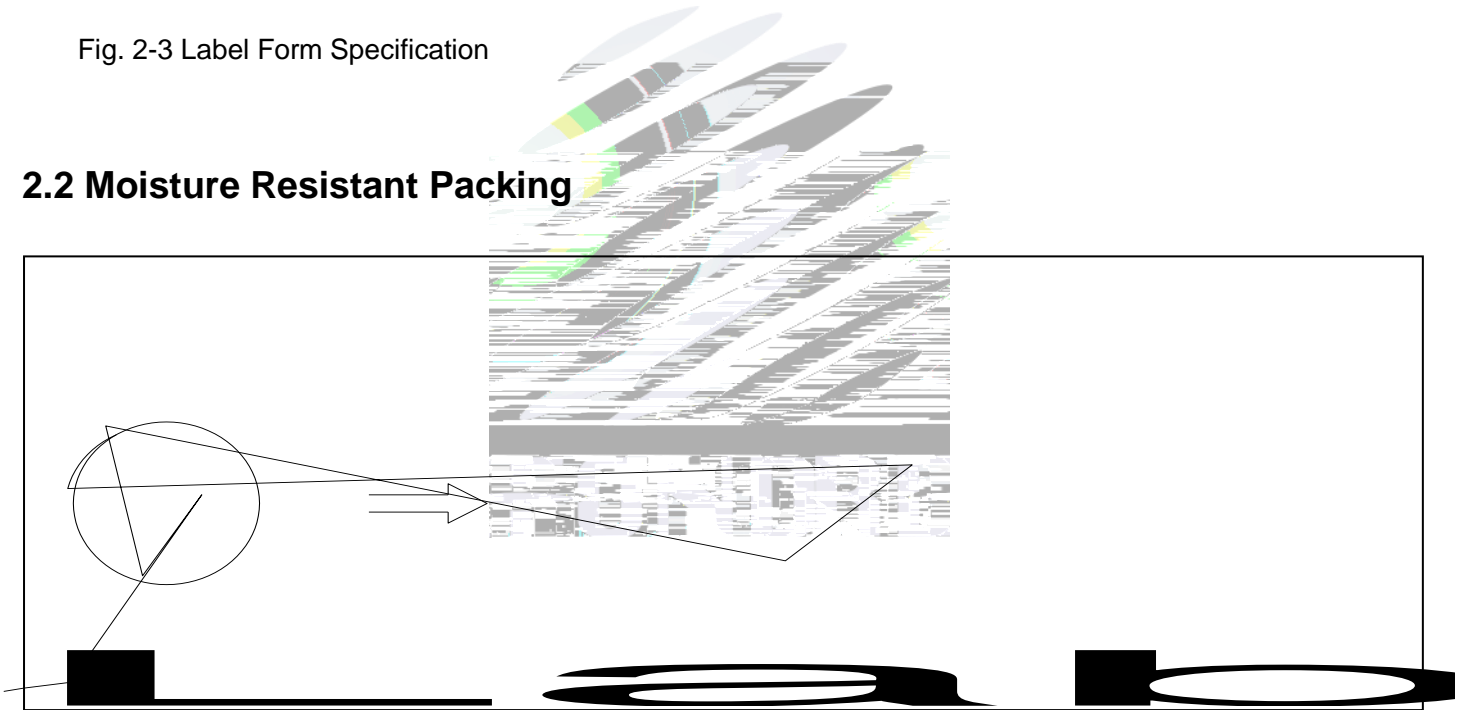 Fig. 2-3 Label Form Specification
2.2 Moisture Resistant Packing